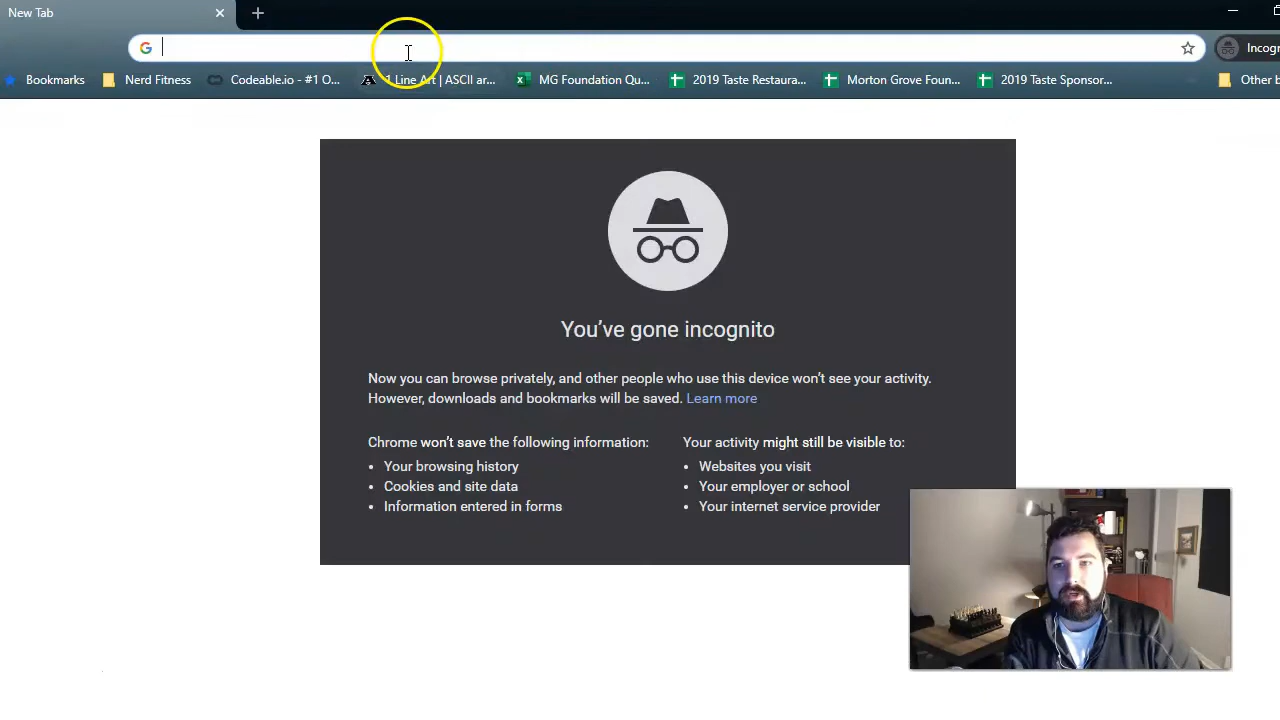 New Tab
Incogn
Bookmarks Nerd Fitness Codeable.io - #1 O... 1 Line Art | ASCII ar... MG Foundation Qu... 2019 Taste Restaura... Morton Grove Foun... 2019 Taste Sponsor... Other b
You've gone incognito
Now you can browse privately, and other people who use this device won't see your activity.
However, downloads and bookmarks will be saved. Learn more
Chrome won't save the following information:
• Your browsing history
• Cookies and site data
• Information entered in forms
Your activity might still be visible to:
• Websites you visit
• Your employer or school
• Your internet service provider